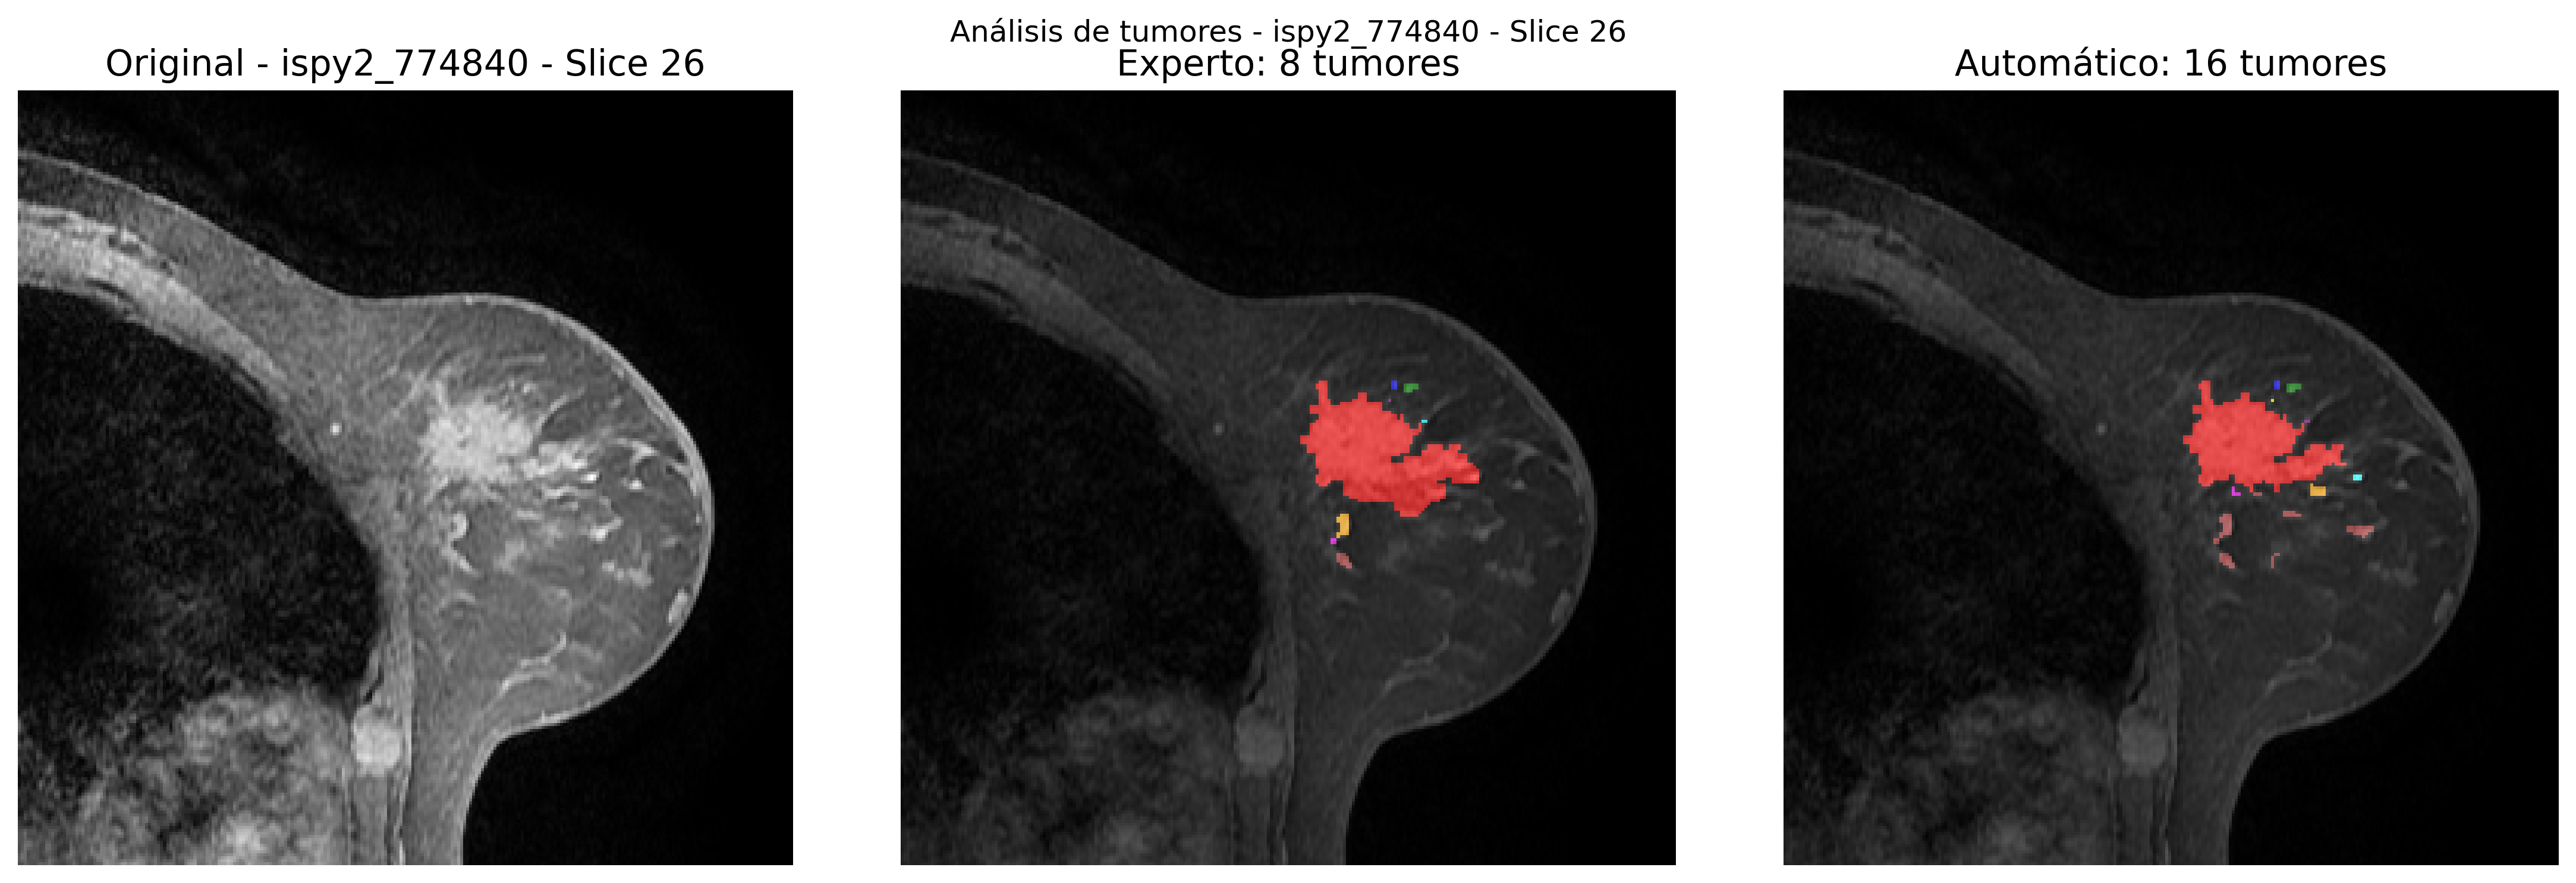 Análisis de tumores - ispy2_774840 - Slice 26
Original - ispy2_774840 - Slice 26
Experto: 8 tumores
Automático: 16 tumores